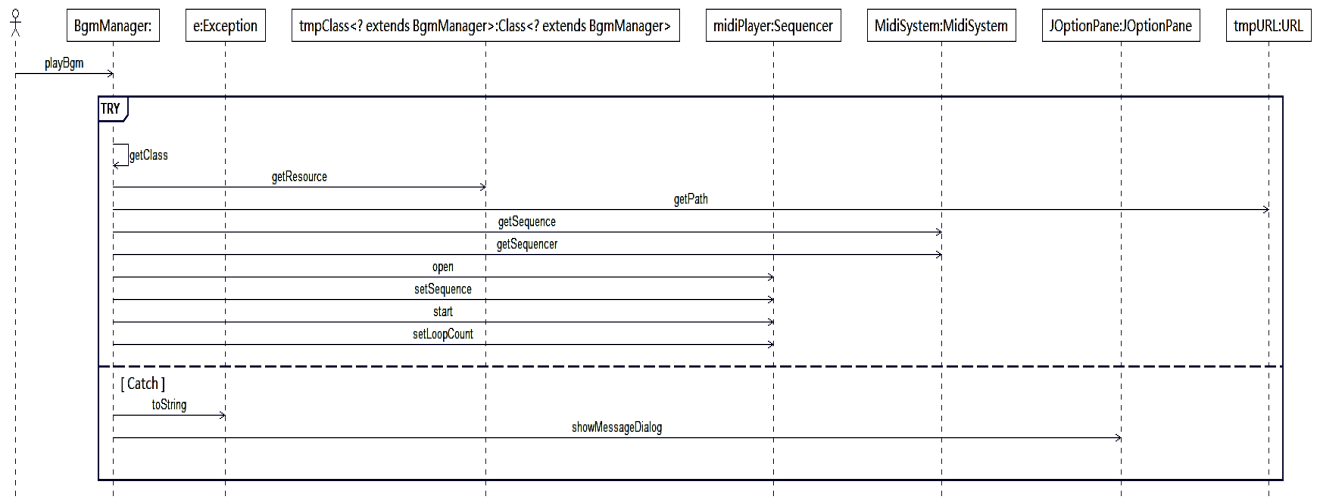 BgmManager: e:Exception tmpClass<? extends BgmManager>:Class<? extends BgmManager> midiPlayer:Sequencer MidiSystem:MidiSystem JOptionPane:JOptionPane tmpURL:URL
playBgm
TRY
getClass
getResource
getPath
getSequence
getSequencer
open
setSequence
start
setLoopCount
[ Catch ]
toString
showMessageDialog